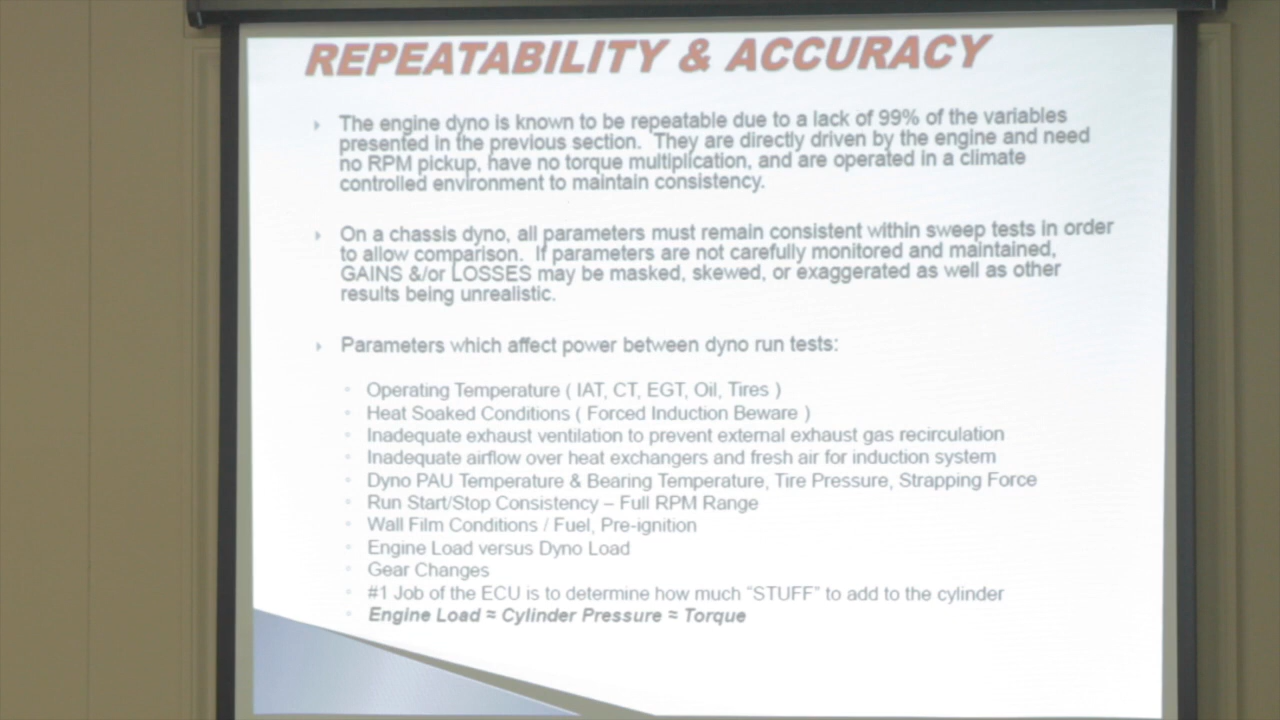 REPEATABILITY & ACCURACY
The engine dyno is known to be repeatable due to a lack of 99% of the variables
presented in the previous section. They are directly driven by the engine and need
no RPM pickup, have no torque multiplication, and are operated in a climate
controlled environment to maintain consistency.
On a chassis dyno, all parameters must remain consistent within sweep tests in order
to allow comparison. If parameters are not carefully monitored and maintained,
GAINS &/or LOSSES may be masked, skewed, or exaggerated as well as other
results being unrealistic.
Parameters which affect power between dyno run tests:
Operating Temperature ( IAT, CT, EGT, Oil, Tires )
Heat Soaked Conditions ( Forced Induction Beware )
Inadequate exhaust ventilation to prevent external exhaust gas recirculation
Inadequate airflow over heat exchangers and fresh air for induction system
Dyno PAU Temperature & Bearing Temperature, Tire Pressure, Strapping Force
Run Start/Stop Consistency – Full RPM Range
Wall Film Conditions / Fuel, Pre-ignition
Engine Load versus Dyno Load
Gear Changes
#1 Job of the ECU is to determine how much “STUFF” to add to the cylinder
Engine Load ≈ Cylinder Pressure ≈ Torque